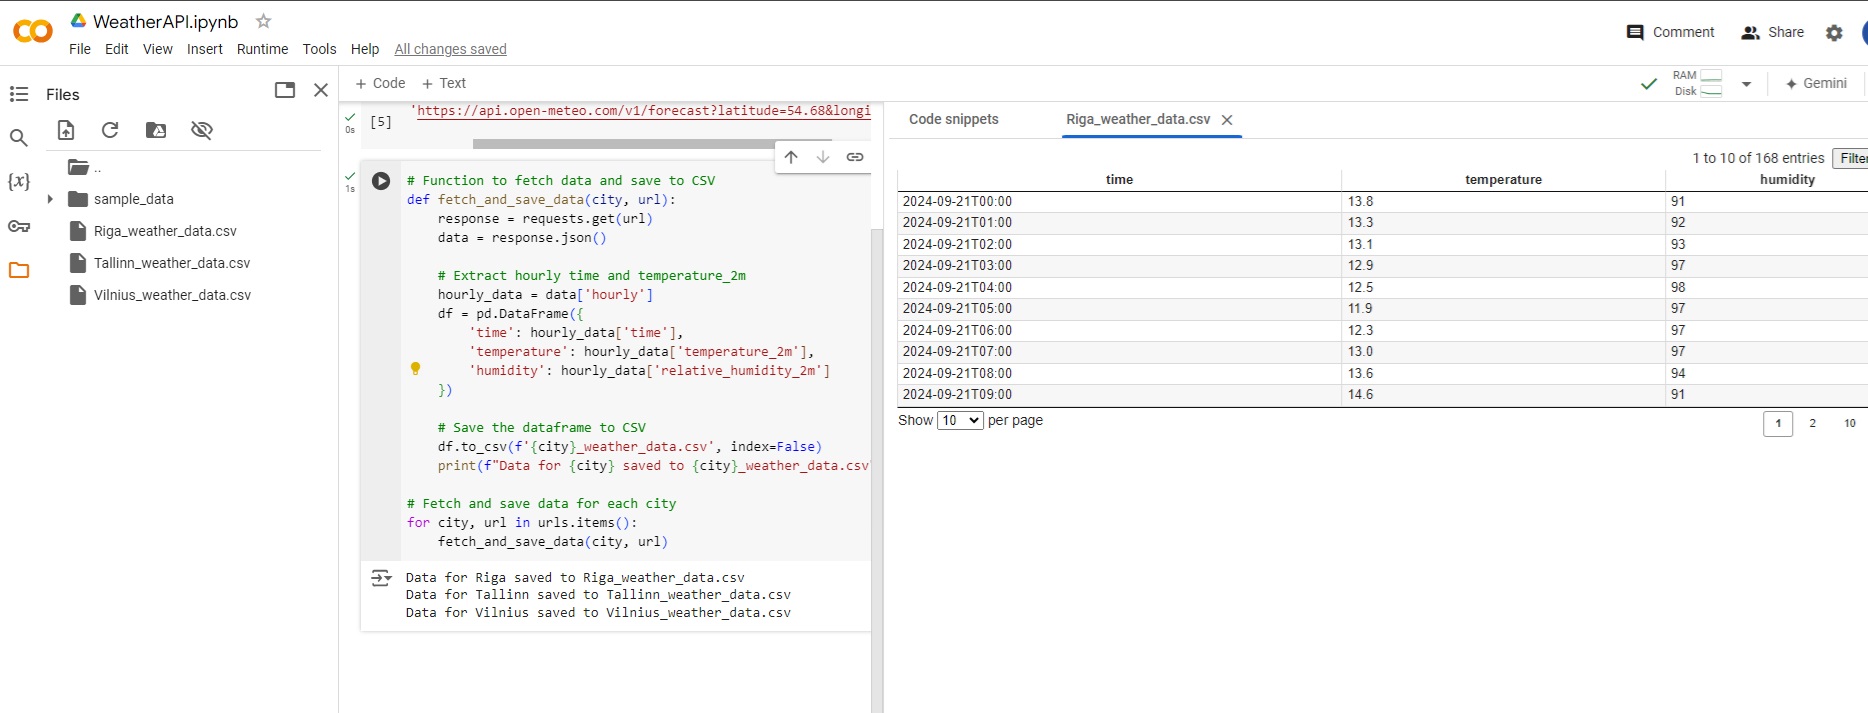 WeatherAPI.ipynb
File Edit View Insert Runtime Tools Help All changes saved
Comment Share
Files
+ Code + Text
RAM
Disk
Gemini
..
sample_data
Riga_weather_data.csv
Tallinn_weather_data.csv
Vilnius_weather_data.csv
{x}
0s
[5]
'https://api.open-meteo.com/v1/forecast?latitude=54.68&longi
1s
# Function to fetch data and save to CSV
def fetch_and_save_data(city, url):
    response = requests.get(url)
    data = response.json()
    # Extract hourly time and temperature_2m
    hourly_data = data['hourly']
    df = pd.DataFrame({
        'time': hourly_data['time'],
        'temperature': hourly_data['temperature_2m'],
        'humidity': hourly_data['relative_humidity_2m']
    })
    # Save the dataframe to CSV
    df.to_csv(f'{city}_weather_data.csv', index=False)
    print(f"Data for {city} saved to {city}_weather_data.csv"
# Fetch and save data for each city
for city, url in urls.items():
    fetch_and_save_data(city, url)
Data for Riga saved to Riga_weather_data.csv
Data for Tallinn saved to Tallinn_weather_data.csv
Data for Vilnius saved to Vilnius_weather_data.csv
Code snippets Riga_weather_data.csv
1 to 10 of 168 entries Filter
time temperature humidity
2024-09-21T00:00 13.8 91
2024-09-21T01:00 13.3 92
2024-09-21T02:00 13.1 93
2024-09-21T03:00 12.9 97
2024-09-21T04:00 12.5 98
2024-09-21T05:00 11.9 97
2024-09-21T06:00 12.3 97
2024-09-21T07:00 13.0 97
2024-09-21T08:00 13.6 94
2024-09-21T09:00 14.6 91
Show 10 per page
1 2 10